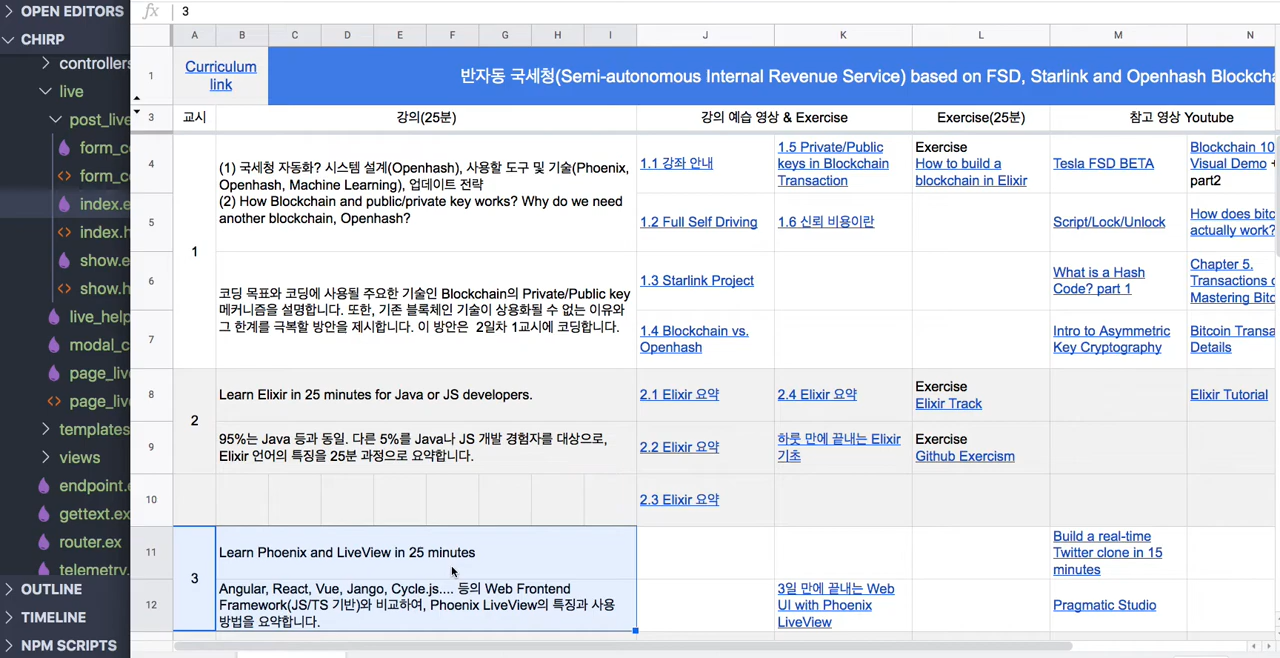 OPEN EDITORS
CHIRP
controllers
live
post_live
form_c
form_c
index.e
index.h
show.e
show.h
live_help
modal_c
page_live
page_live
templates
views
endpoint.
gettext.ex
router.ex
telemetry.
OUTLINE
TIMELINE
NPM SCRIPTS
fx 3
A B C D E F G H I J K L M N
1
Curriculum
link
반자동 국세청(Semi-autonomous Internal Revenue Service) based on FSD, Starlink and Openhash Blockcha
3 교시 강의(25분) 강의 예습 영상 & Exercise Exercise(25분) 참고 영상 Youtube
1
4
(1) 국세청 자동화? 시스템 설계(Openhash), 사용할 도구 및 기술(Phoenix,
Openhash, Machine Learning), 업데이트 전략
(2) How Blockchain and public/private key works? Why do we need
another blockchain, Openhash?
1.1 강좌 안내
1.5 Private/Public
keys in Blockchain
Transaction
Exercise
How to build a
blockchain in Elixir
Tesla FSD BETA
Blockchain 10
Visual Demo +
part2
5
1.2 Full Self Driving
1.6 신뢰 비용이란
Script/Lock/Unlock
How does bitc
actually work?
6
코딩 목표와 코딩에 사용될 주요한 기술인 Blockchain의 Private/Public key
메커니즘을 설명합니다. 또한, 기존 블록체인 기술이 상용화될 수 없는 이유와
그 한계를 극복할 방안을 제시합니다. 이 방안은 2일차 1교시에 코딩합니다.
1.3 Starlink Project
What is a Hash
Code? part 1
Chapter 5.
Transactions
Mastering Bitc
7
1.4 Blockchain vs.
Openhash
Intro to Asymmetric
Key Cryptography
Bitcoin Transa
Details
2
8
Learn Elixir in 25 minutes for Java or JS developers.
2.1 Elixir 요약
2.4 Elixir 요약
Exercise
Elixir Track
Elixir Tutorial
9
95%는 Java 등과 동일. 다른 5%를 Java나 JS 개발 경험자를 대상으로,
Elixir 언어의 특징을 25분 과정으로 요약합니다.
2.2 Elixir 요약
하룻 만에 끝내는 Elixir
기초
Exercise
Github Exercism
10
2.3 Elixir 요약
3
11
Learn Phoenix and LiveView in 25 minutes
Build a real-time
Twitter clone in 15
minutes
12
Angular, React, Vue, Jango, Cycle.js.... 등의 Web Frontend
Framework(JS/TS 기반)와 비교하여, Phoenix LiveView의 특징과 사용
방법을 요약합니다.
3일 만에 끝내는 Web
UI with Phoenix
LiveView
Pragmatic Studio